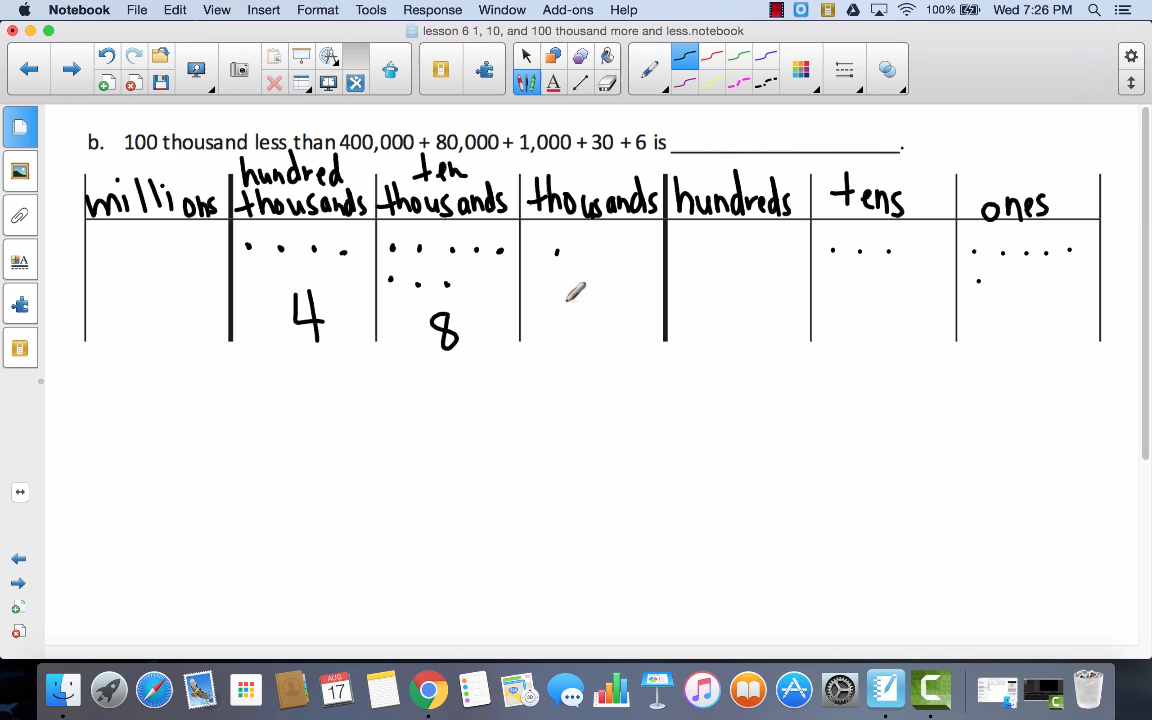 Notebook File Edit View Insert Format Tools Response Window Add-ons Help 100% Wed 7:26 PM
lesson 6 1, 10, and 100 thousand more and less.notebook
b. 100 thousand less than 400,000 + 80,000 + 1,000 + 30 + 6 is ____________________.
millions hundred thousands ten thousands thousands hundreds tens ones
4 8
AUG 17